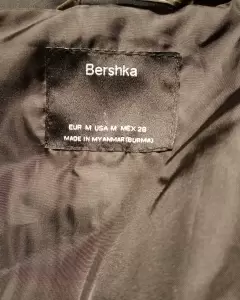 Bershka
EUR M USA M MEX 28
MADE IN MYANMAR (BURMA)